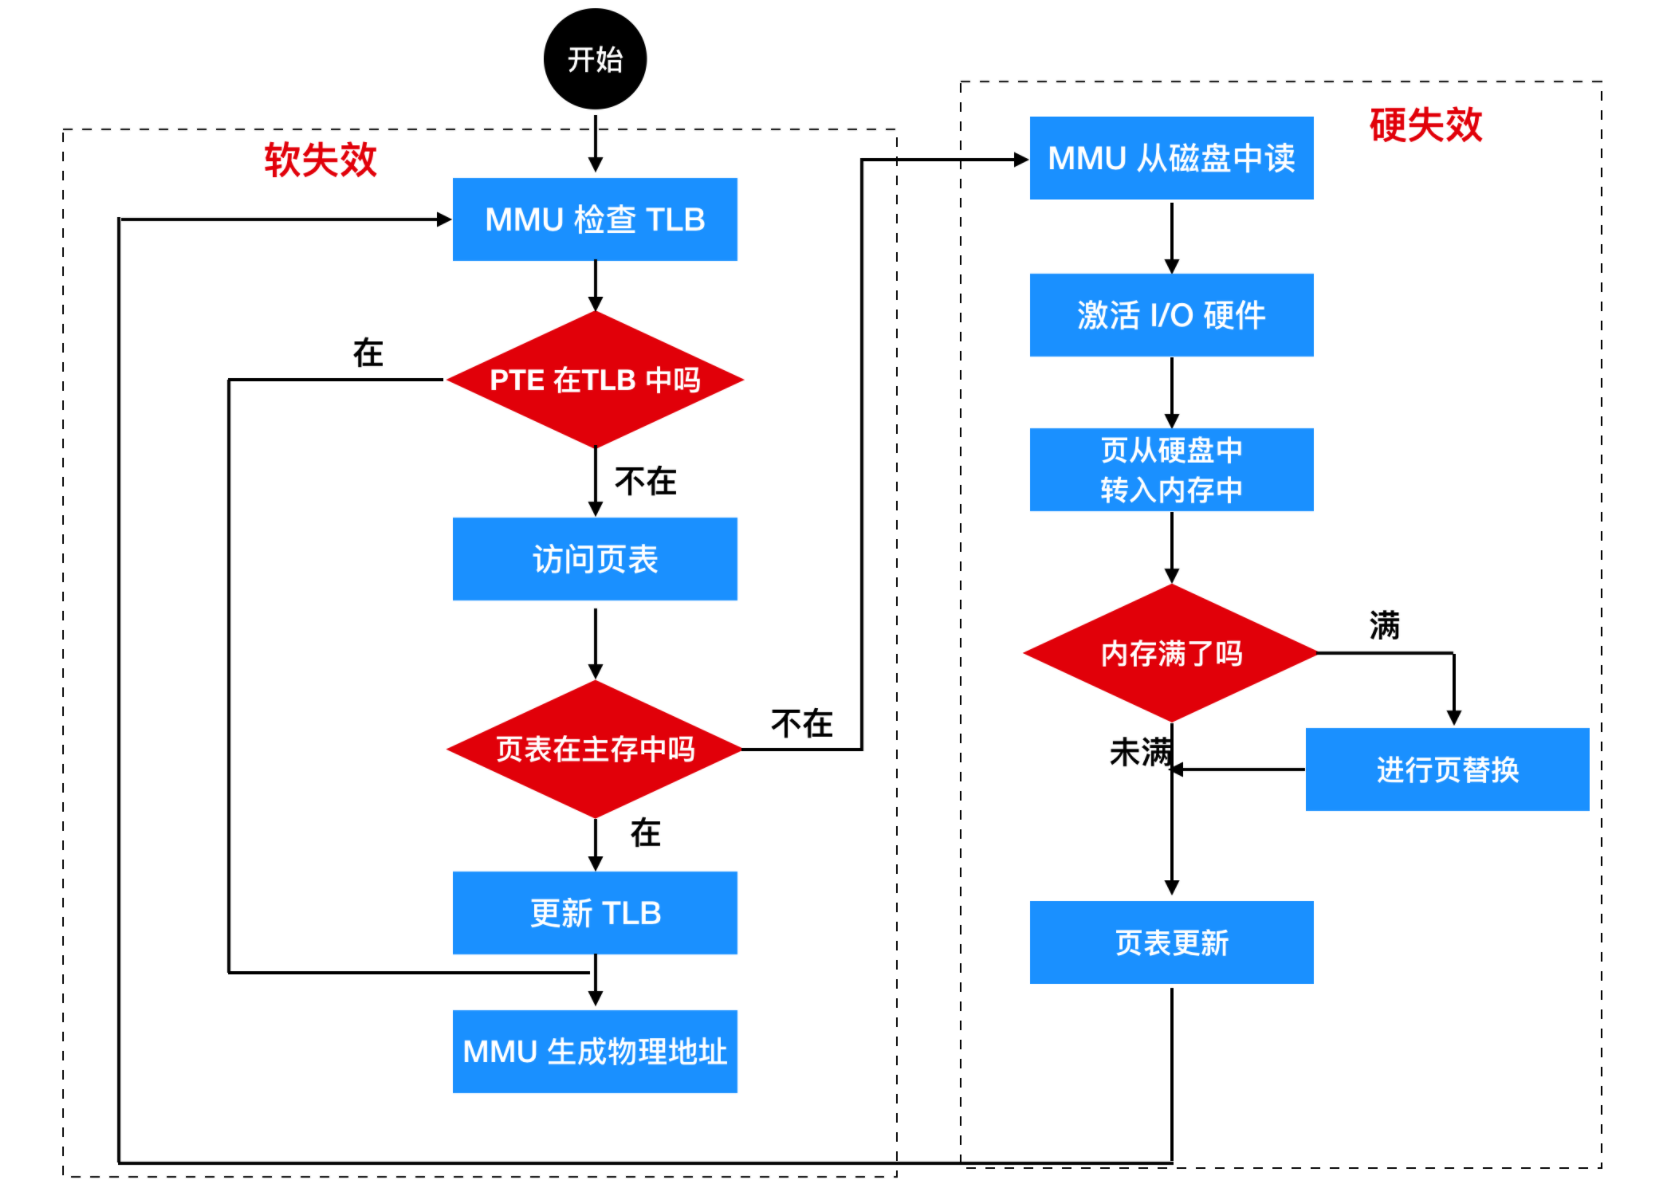 开始
软失效
MMU 检查 TLB
在
PTE 在TLB 中吗
不在
访问页表
页表在主存中吗
不在
在
更新 TLB
MMU 生成物理地址
硬失效
MMU 从磁盘中读
激活 I/O 硬件
页从硬盘中
转入内存中
内存满了吗
满
未满
进行页替换
页表更新